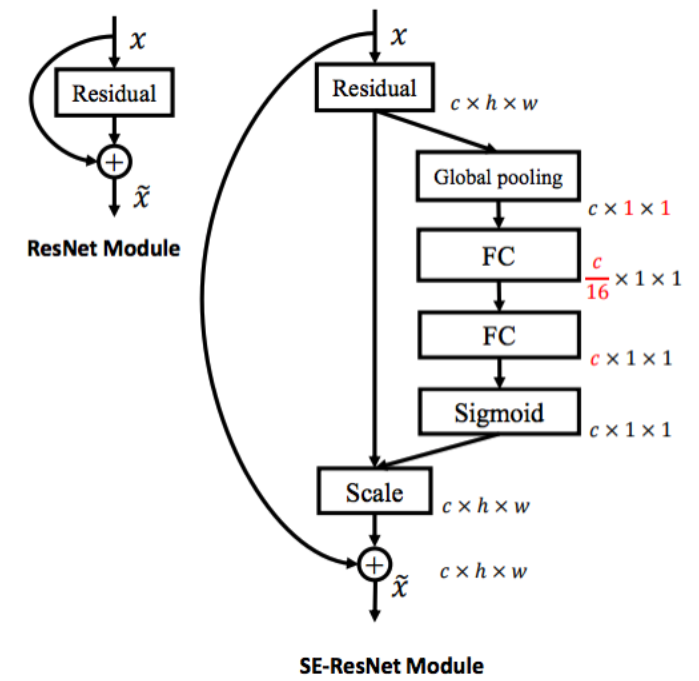 x
Residual
+
x̃
ResNet Module
x
Residual
c × h × w
Global pooling
c × 1 × 1
FC
c/16 × 1 × 1
FC
c × 1 × 1
Sigmoid
c × 1 × 1
Scale
c × h × w
+
c × h × w
x̃
SE-ResNet Module